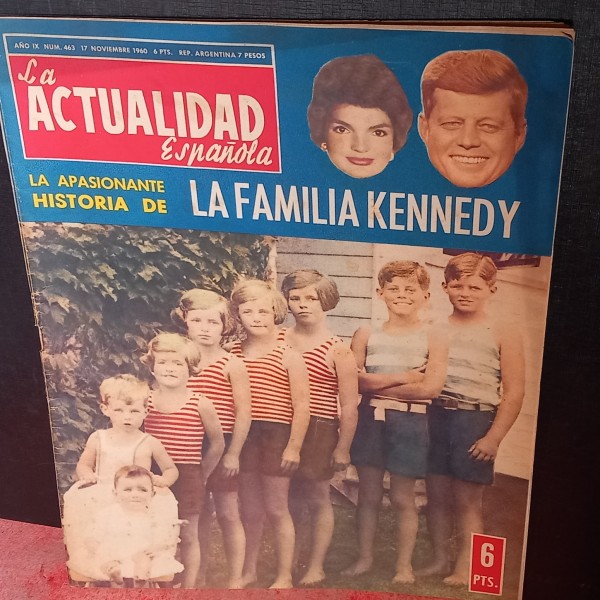 AÑO IX NUM. 463 17 NOVIEMBRE 1960 6 PTS. REP. ARGENTINA 7 PESOS
La
ACTUALIDAD
Española
LA APASIONANTE
HISTORIA DE
LA FAMILIA KENNEDY
6
PTS.